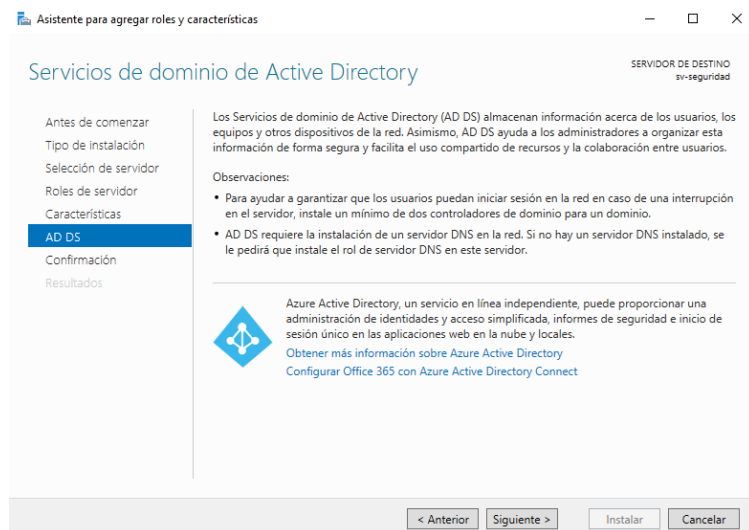 Asistente para agregar roles y características
Servicios de dominio de Active Directory
SERVIDOR DE DESTINO
sv-seguridad
Antes de comenzar
Tipo de instalación
Selección de servidor
Roles de servidor
Características
AD DS
Confirmación
Resultados
Los Servicios de dominio de Active Directory (AD DS) almacenan información acerca de los usuarios, los
equipos y otros dispositivos de la red. Asimismo, AD DS ayuda a los administradores a organizar esta
información de forma segura y facilita el uso compartido de recursos y la colaboración entre usuarios.
Observaciones:
• Para ayudar a garantizar que los usuarios puedan iniciar sesión en la red en caso de una interrupción
en el servidor, instale un mínimo de dos controladores de dominio para un dominio.
• AD DS requiere la instalación de un servidor DNS en la red. Si no hay un servidor DNS instalado, se
le pedirá que instale el rol de servidor DNS en este servidor.
Azure Active Directory, un servicio en línea independiente, puede proporcionar una
administración de identidades y acceso simplificada, informes de seguridad e inicio de
sesión único en las aplicaciones web en la nube y locales.
Obtener más información sobre Azure Active Directory
Configurar Office 365 con Azure Active Directory Connect
< Anterior
Siguiente >
Instalar
Cancelar